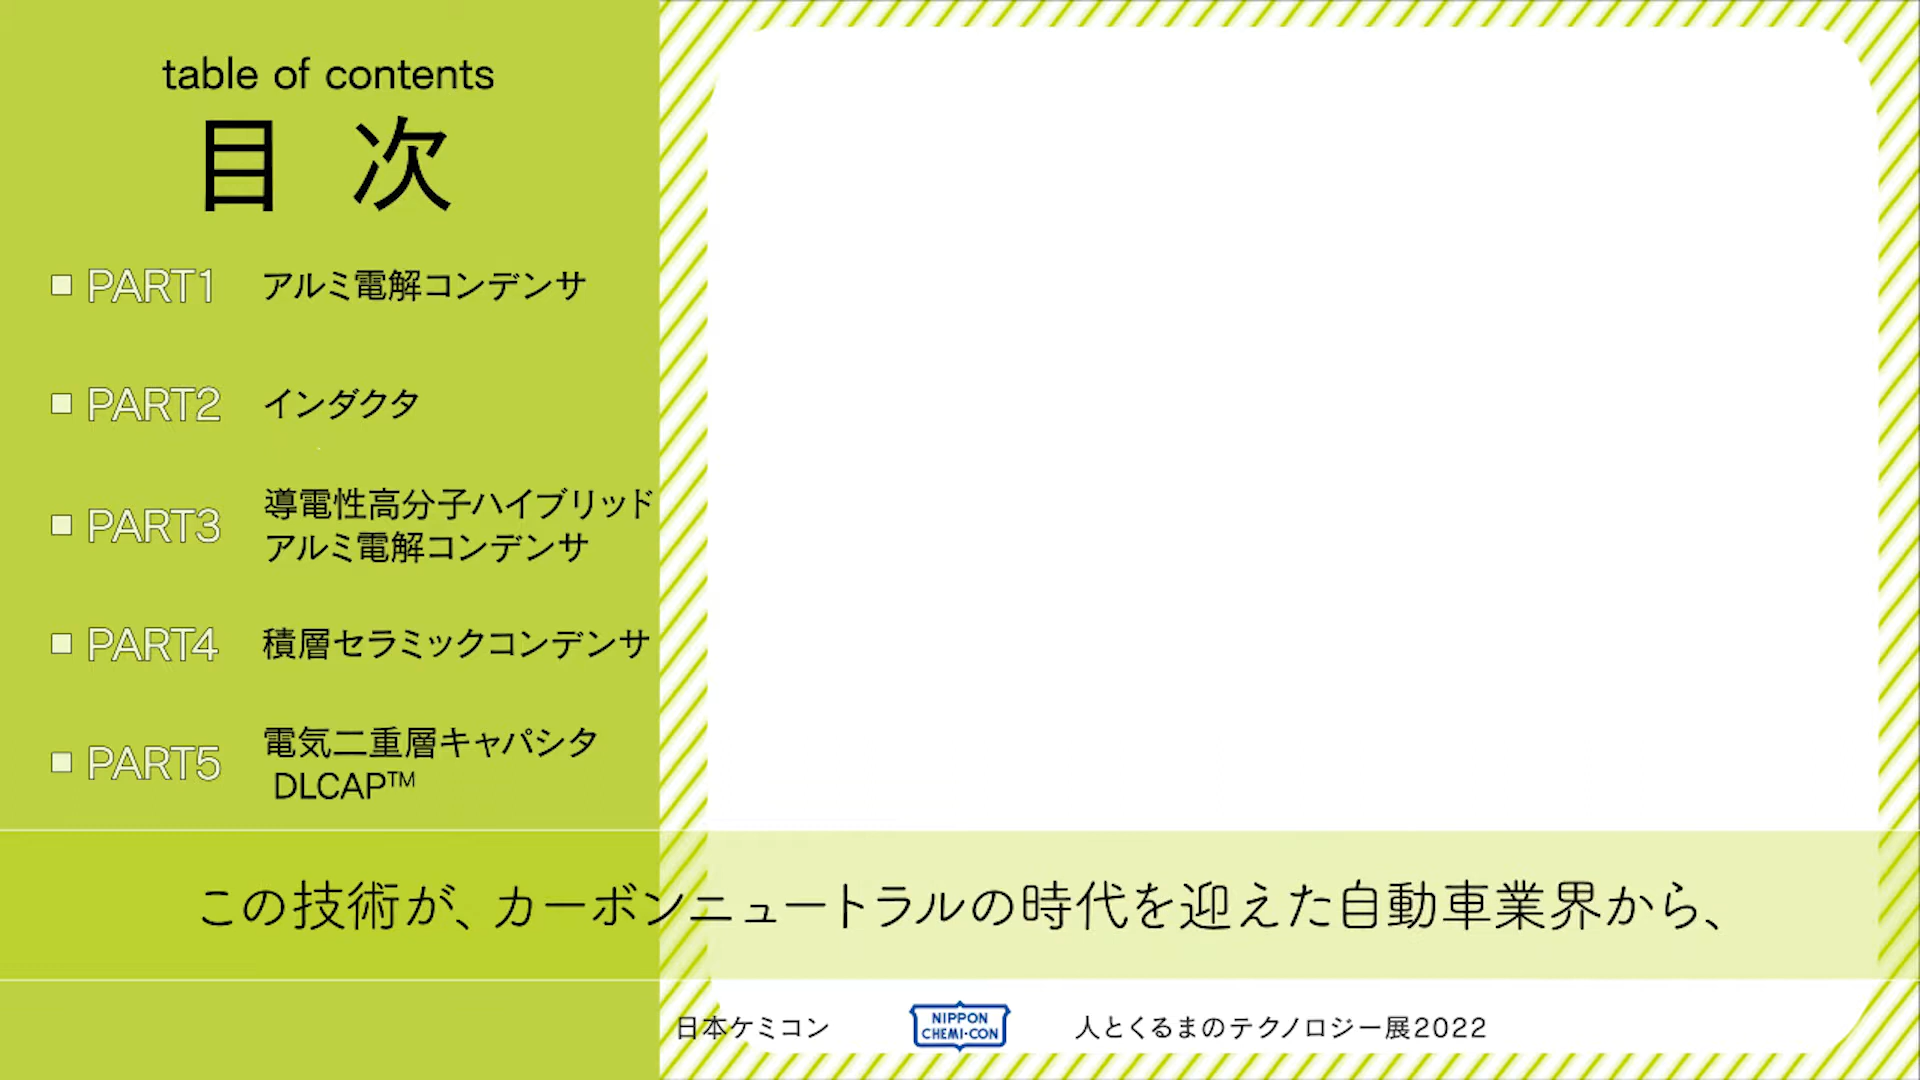 table of contents
目次
PART1 アルミ電解コンデンサ
PART2 インダクタ
PART3 導電性高分子ハイブリッド
アルミ電解コンデンサ
PART4 積層セラミックコンデンサ
PART5 電気二重層キャパシタ
DLCAP™
この技術が、カーボンニュートラルの時代を迎えた自動車業界から、
日本ケミコン
NIPPON
CHEMI-CON
人とくるまのテクノロジー展2022